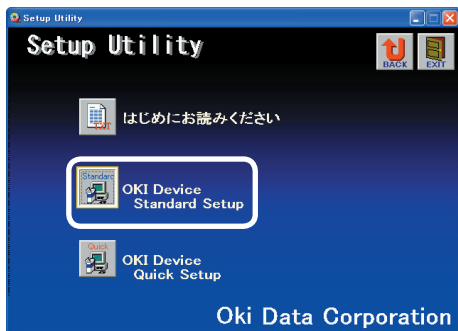 Setup Utility
Setup Utility
BACK
EXIT
はじめにお読みください
TXT
Standard
OKI Device
Standard Setup
Quick
OKI Device
Quick Setup
Oki Data Corporation